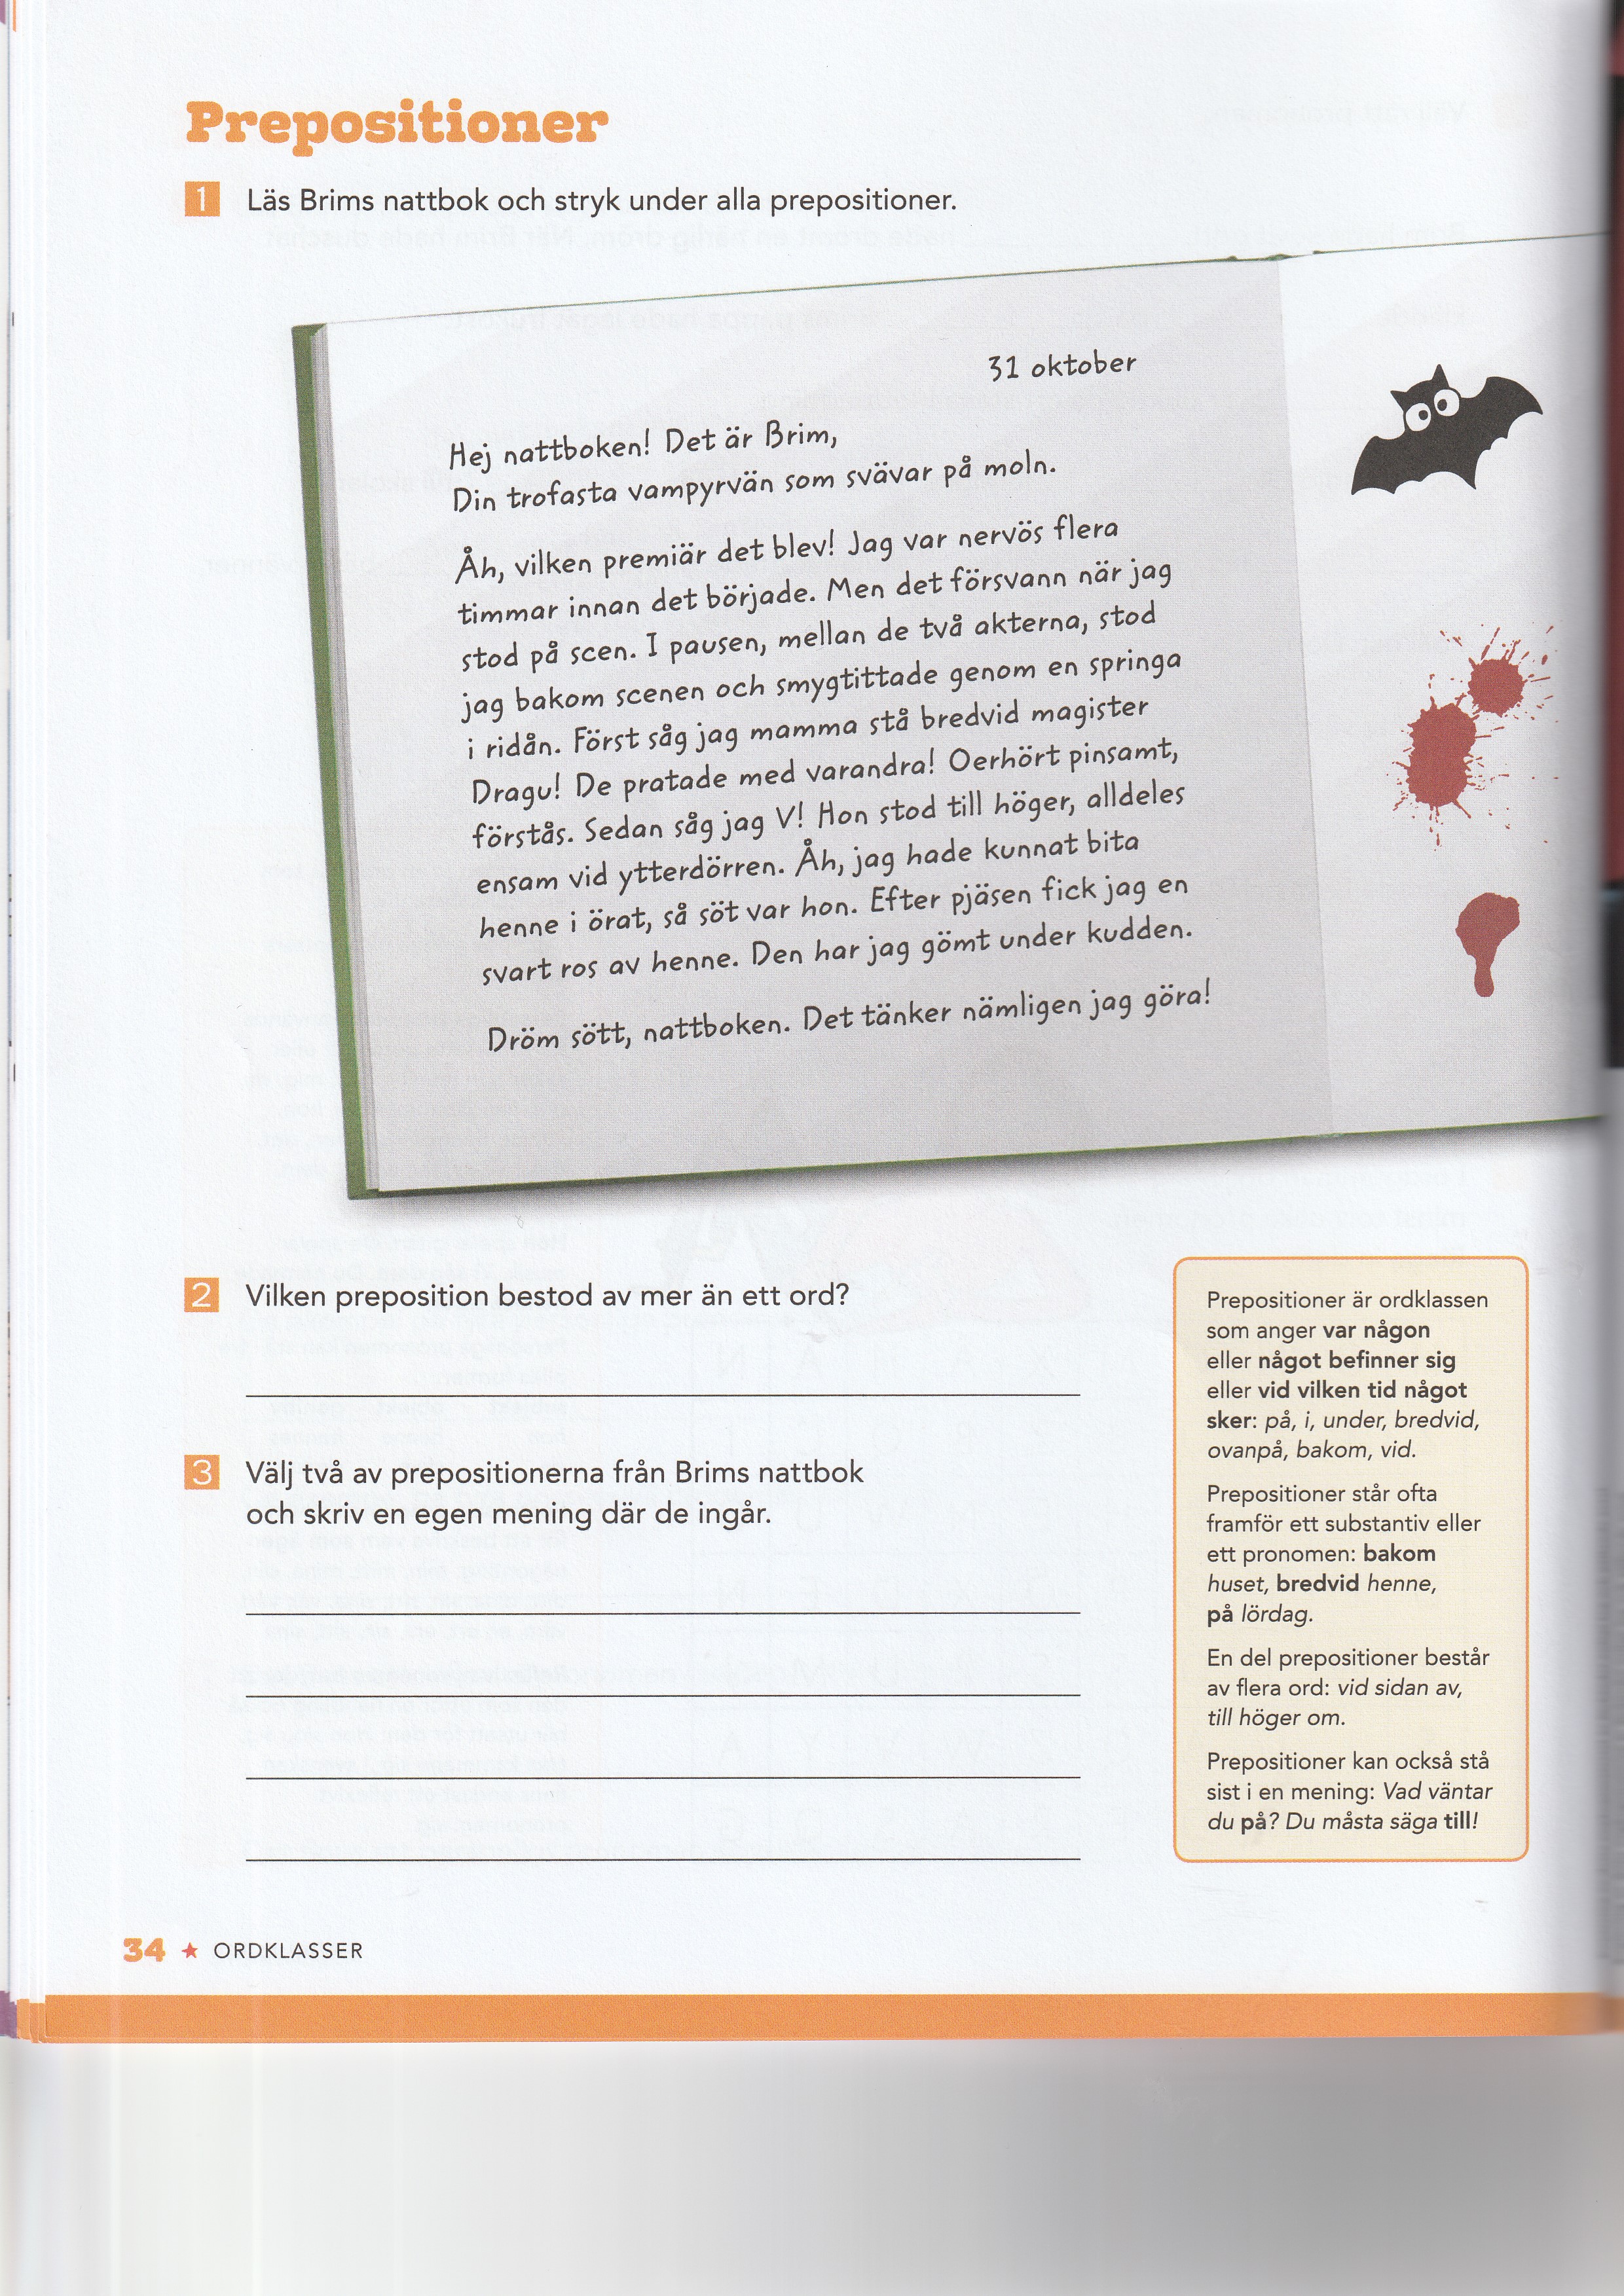 Prepositioner
1 Läs Brims nattbok och stryk under alla prepositioner.
31 oktober
Hej nattboken! Det är Brim,
Din trofasta vampyrvän som svävar på moln.
Åh, vilken premiär det blev! Jag var nervös flera
timmar innan det började. Men det försvann när jag
stod på scen. I pausen, mellan de två akterna, stod
jag bakom scenen och smygtittade genom en springa
i ridån. Först såg jag mamma stå bredvid magister
Dragu! De pratade med varandra! Oerhört pinsamt,
förstås. Sedan såg jag V! Hon stod till höger, alldeles
ensam vid ytterdörren. Åh, jag hade kunnat bita
henne i örat, så söt var hon. Efter pjäsen fick jag en
svart ros av henne. Den har jag gömt under kudden.
Dröm sött, nattboken. Det tänker nämligen jag göra!
2 Vilken preposition bestod av mer än ett ord?
3 Välj två av prepositionerna från Brims nattbok
och skriv en egen mening där de ingår.
Prepositioner är ordklassen
som anger var någon
eller något befinner sig
eller vid vilken tid något
sker: på, i, under, bredvid,
ovanpå, bakom, vid.
Prepositioner står ofta
framför ett substantiv eller
ett pronomen: bakom
huset, bredvid henne,
på lördag.
En del prepositioner består
av flera ord: vid sidan av,
till höger om.
Prepositioner kan också stå
sist i en mening: Vad väntar
du på? Du måsta säga till!
34 ★ ORDKLASSER